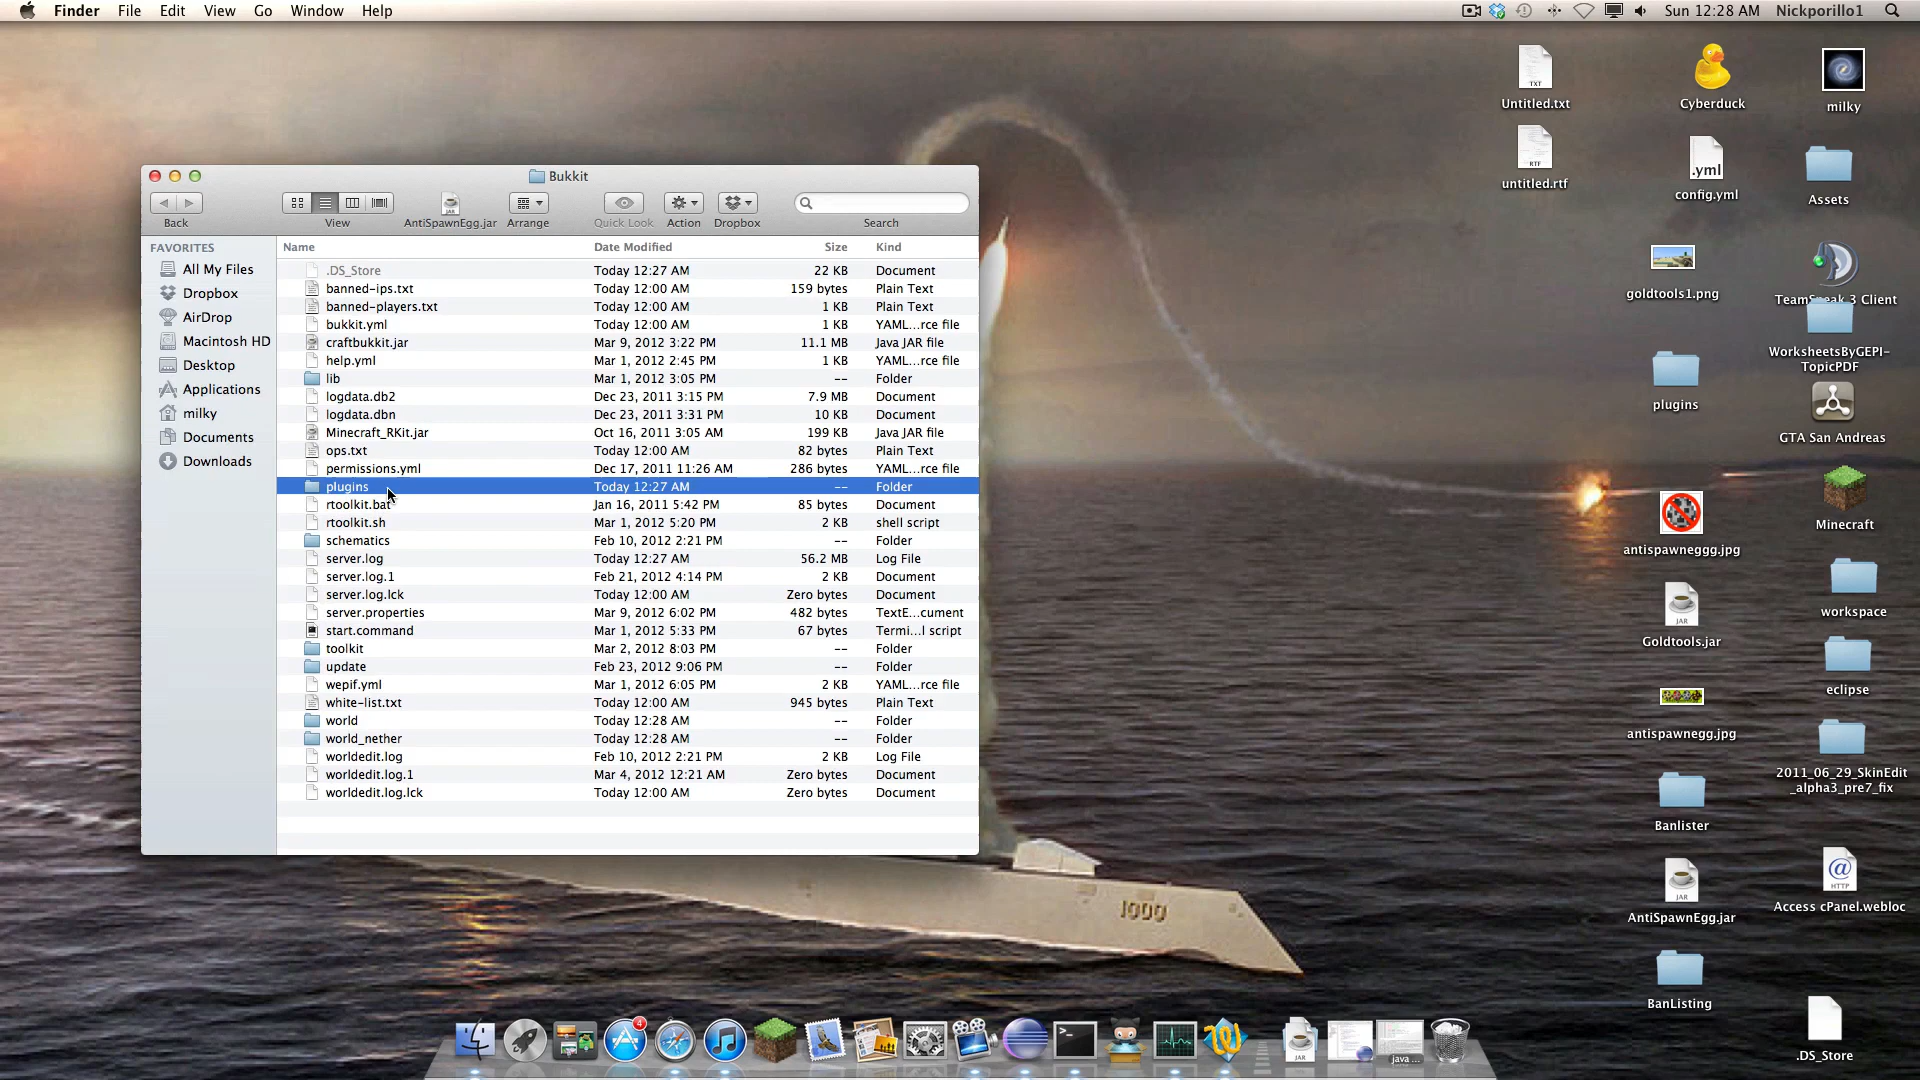 Finder File Edit View Go Window Help
Sun 12:28 AM Nickporillo1
Bukkit
Back View AntiSpawnEgg.jar Arrange Quick Look Action Dropbox Search
FAVORITES
All My Files
Dropbox
AirDrop
Macintosh HD
Desktop
Applications
milky
Documents
Downloads
Name Date Modified Size Kind
.DS_Store Today 12:27 AM 22 KB Document
banned-ips.txt Today 12:00 AM 159 bytes Plain Text
banned-players.txt Today 12:00 AM 1 KB Plain Text
bukkit.yml Today 12:00 AM 1 KB YAML...rce file
craftbukkit.jar Mar 9, 2012 3:22 PM 11.1 MB Java JAR file
help.yml Mar 1, 2012 2:45 PM 1 KB YAML...rce file
lib Mar 1, 2012 3:05 PM -- Folder
logdata.db2 Dec 23, 2011 3:15 PM 7.9 MB Document
logdata.dbn Dec 23, 2011 3:31 PM 10 KB Document
Minecraft_RKit.jar Oct 16, 2011 3:05 AM 199 KB Java JAR file
ops.txt Today 12:00 AM 82 bytes Plain Text
permissions.yml Dec 17, 2011 11:26 AM 286 bytes YAML...rce file
plugins Today 12:27 AM -- Folder
rtoolkit.bat Jan 16, 2011 5:42 PM 85 bytes Document
rtoolkit.sh Mar 1, 2012 5:20 PM 2 KB shell script
schematics Feb 10, 2012 2:21 PM -- Folder
server.log Today 12:27 AM 56.2 MB Log File
server.log.1 Feb 21, 2012 4:14 PM 2 KB Document
server.log.lck Today 12:00 AM Zero bytes Document
server.properties Mar 9, 2012 6:02 PM 482 bytes TextE...cument
start.command Mar 1, 2012 5:33 PM 67 bytes Termi...l script
toolkit Mar 2, 2012 8:03 PM -- Folder
update Feb 23, 2012 9:06 PM -- Folder
wepif.yml Mar 1, 2012 6:05 PM 2 KB YAML...rce file
white-list.txt Today 12:00 AM 945 bytes Plain Text
world Today 12:28 AM -- Folder
world_nether Today 12:28 AM -- Folder
worldedit.log Feb 10, 2012 2:21 PM 2 KB Log File
worldedit.log.1 Mar 4, 2012 12:21 AM Zero bytes Document
worldedit.log.lck Today 12:00 AM Zero bytes Document
TXT
Untitled.txt
Cyberduck
milky
RTF
untitled.rtf
.yml
config.yml
Assets
goldtools1.png
TeamSpeak 3 Client
plugins
WorksheetsByGEPI-
TopicPDF
GTA San Andreas
antispawneggg.jpg
Minecraft
JAR
Goldtools.jar
workspace
antispawnegg.jpg
eclipse
Banlister
2011_06_29_SkinEdit
_alpha3_pre7_fix
JAR
AntiSpawnEgg.jar
@
HTTP
Access cPanel.webloc
BanListing
.DS_Store
1000
4
JAR
java ...